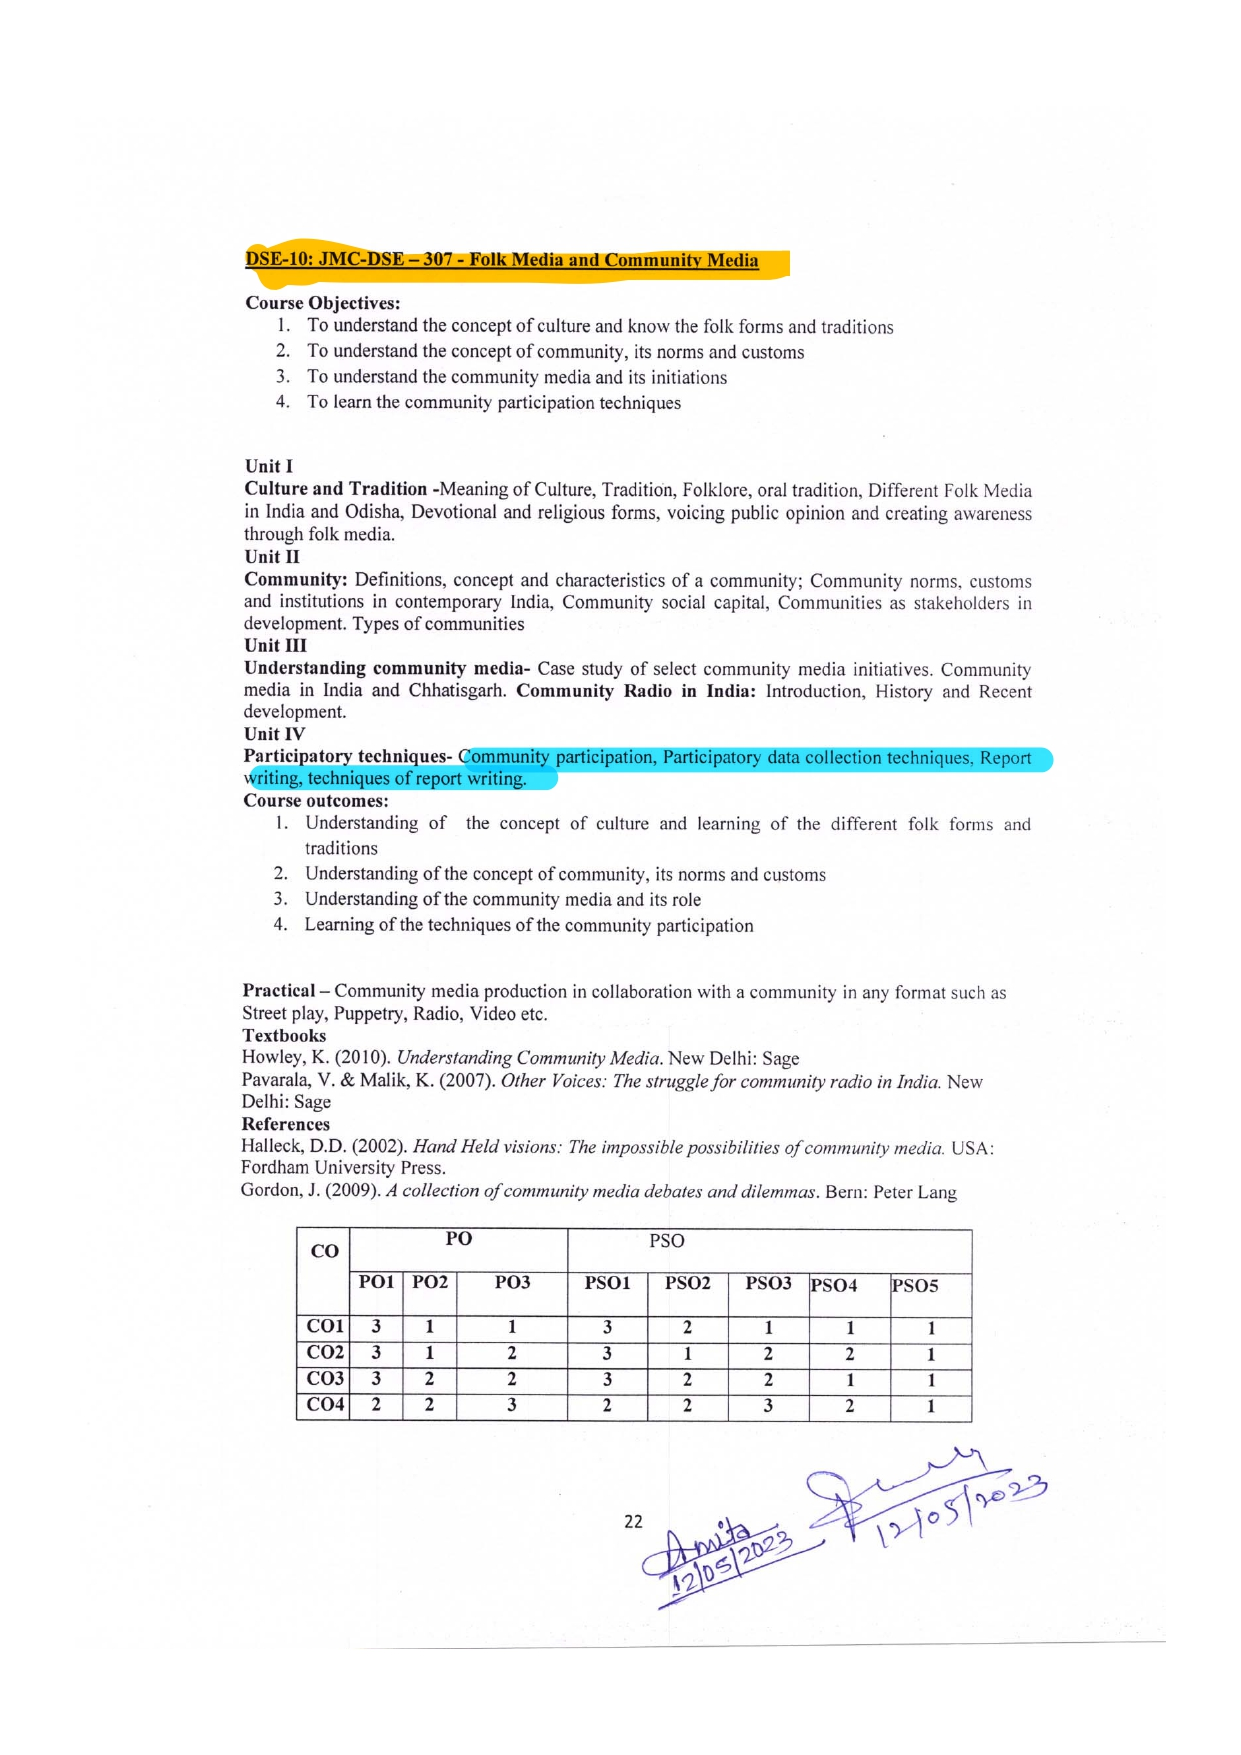 DSE-10: JMC-DSE – 307 - Folk Media and Community Media
Course Objectives:
1. To understand the concept of culture and know the folk forms and traditions
2. To understand the concept of community, its norms and customs
3. To understand the community media and its initiations
4. To learn the community participation techniques
Unit I
Culture and Tradition -Meaning of Culture, Tradition, Folklore, oral tradition, Different Folk Media
in India and Odisha, Devotional and religious forms, voicing public opinion and creating awareness
through folk media.
Unit II
Community: Definitions, concept and characteristics of a community; Community norms, customs
and institutions in contemporary India, Community social capital, Communities as stakeholders in
development. Types of communities
Unit III
Understanding community media- Case study of select community media initiatives. Community
media in India and Chhatisgarh. Community Radio in India: Introduction, History and Recent
development.
Unit IV
Participatory techniques- Community participation, Participatory data collection techniques, Report
writing, techniques of report writing.
Course outcomes:
1. Understanding of the concept of culture and learning of the different folk forms and
traditions
2. Understanding of the concept of community, its norms and customs
3. Understanding of the community media and its role
4. Learning of the techniques of the community participation
Practical – Community media production in collaboration with a community in any format such as
Street play, Puppetry, Radio, Video etc.
Textbooks
Howley, K. (2010). Understanding Community Media. New Delhi: Sage
Pavarala, V. & Malik, K. (2007). Other Voices: The struggle for community radio in India. New
Delhi: Sage
References
Halleck, D.D. (2002). Hand Held visions: The impossible possibilities of community media. USA:
Fordham University Press.
Gordon, J. (2009). A collection of community media debates and dilemmas. Bern: Peter Lang
CO PO PSO
PO1 PO2 PO3 PSO1 PSO2 PSO3 PSO4 PSO5
CO1 3 1 1 3 2 1 1 1
CO2 3 1 2 3 1 2 2 1
CO3 3 2 2 3 2 2 1 1
CO4 2 2 3 2 2 3 2 1
22
Amita
12/05/2023
12/05/2023